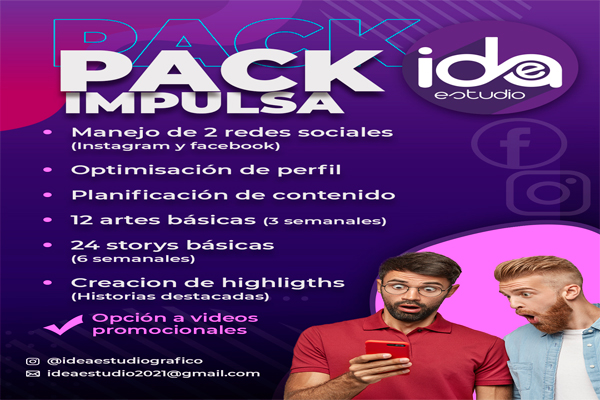 PACK
PACK
IMPULSA
idea
estudio
Manejo de 2 redes sociales
(Instagram y facebook)
Optimisación de perfil
Planificación de contenido
12 artes básicas (3 semanales)
24 storys básicas
(6 semanales)
Creacion de highligths
(Historias destacadas)
Opción a videos
promocionales
@ideaestudiografico
ideaestudio2021@gmail.com